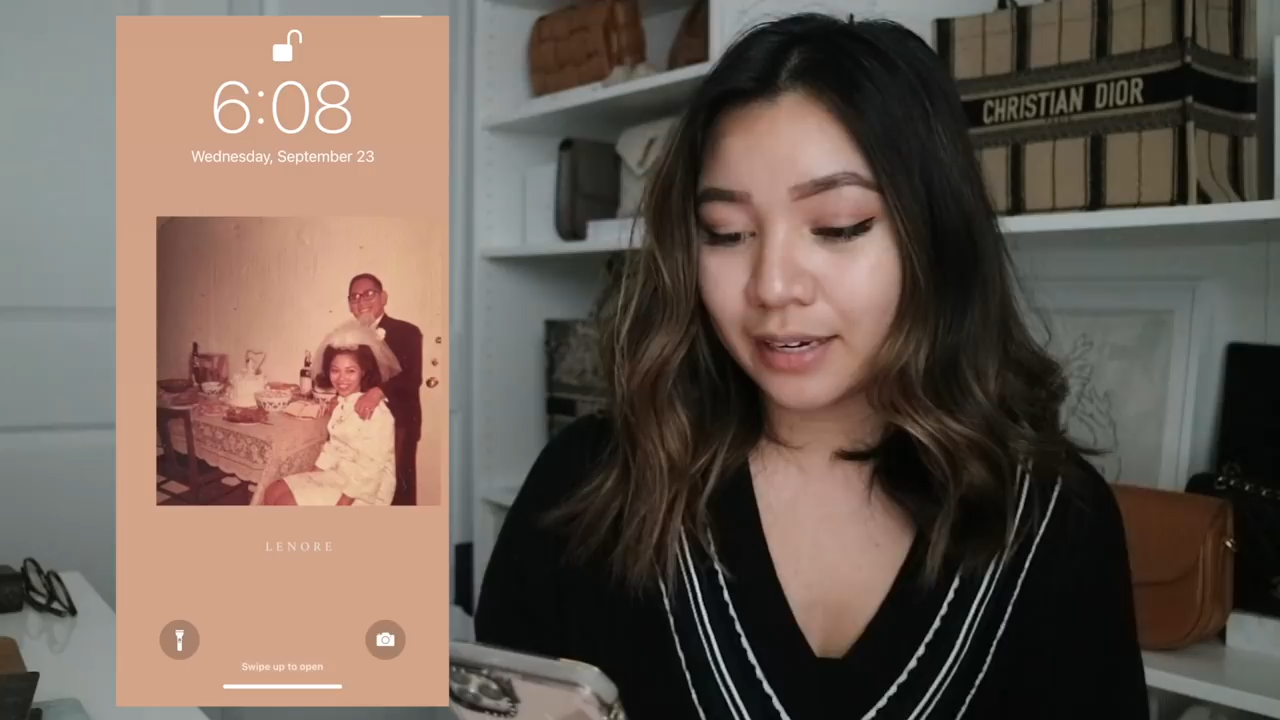 6:08
Wednesday, September 23
LENORE
Swipe up to open
CHRISTIAN DIOR